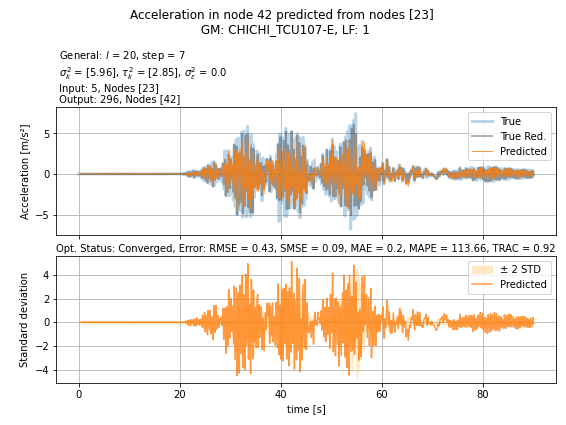 Acceleration in node 42 predicted from nodes [23]
GM: CHICHI_TCU107-E, LF: 1
General: l = 20, step = 7
σ²ₖ = [5.96], τ²ₖ = [2.85], σ²ε = 0.0
Input: 5, Nodes [23]
Output: 296, Nodes [42]
Acceleration [m/s²]
5
0
−5
True
True Red.
Predicted
Opt. Status: Converged, Error: RMSE = 0.43, SMSE = 0.09, MAE = 0.2, MAPE = 113.66, TRAC = 0.92
Standard deviation
4
2
0
−2
−4
± 2 STD
Predicted
0 20 40 60 80
time [s]